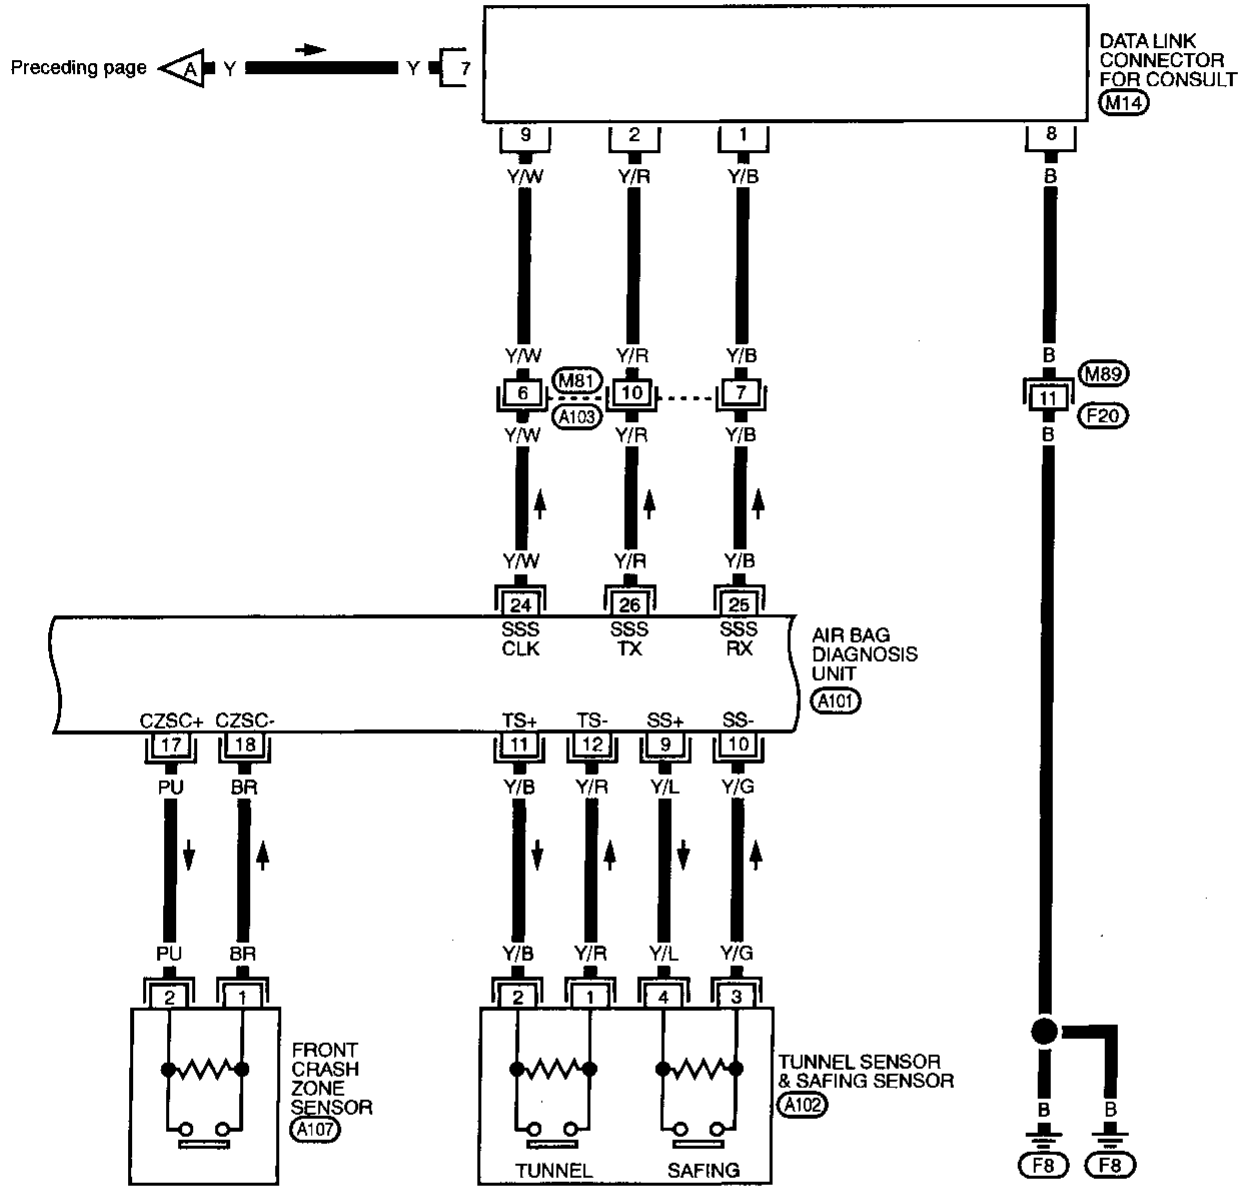 DATA LINK
CONNECTOR
FOR CONSULT
M14
Preceding page A Y Y 7
9 2 1 8
Y/W Y/R Y/B B
Y/W Y/R Y/B B
M81 M89
6 10 7 11
A103 F20
Y/W Y/R Y/B B
Y/W Y/R Y/B
24 26 25
SSS SSS SSS
CLK TX RX
AIR BAG
DIAGNOSIS
UNIT
A101
CZSC+ CZSC- TS+ TS- SS+ SS-
17 18 11 12 9 10
PU BR Y/B Y/R Y/L Y/G
PU BR Y/B Y/R Y/L Y/G
2 1 2 1 4 3
FRONT
CRASH
ZONE
SENSOR
A107
TUNNEL SENSOR
& SAFING SENSOR
A102
TUNNEL SAFING
B B
F8 F8